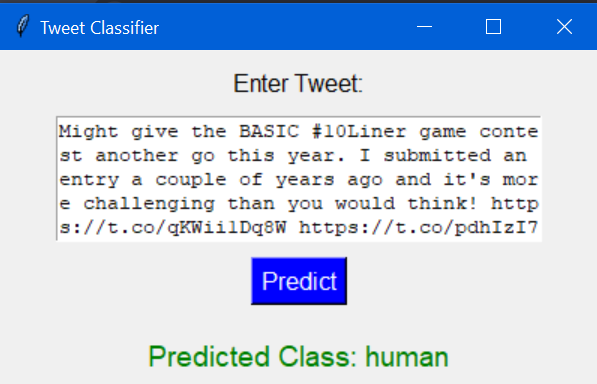 Tweet Classifier
Enter Tweet:
Might give the BASIC #10Liner game conte
st another go this year. I submitted an
entry a couple of years ago and it's mor
e challenging than you would think! http
s://t.co/qKWii1Dq8W https://t.co/pdhIzI7
Predict
Predicted Class: human